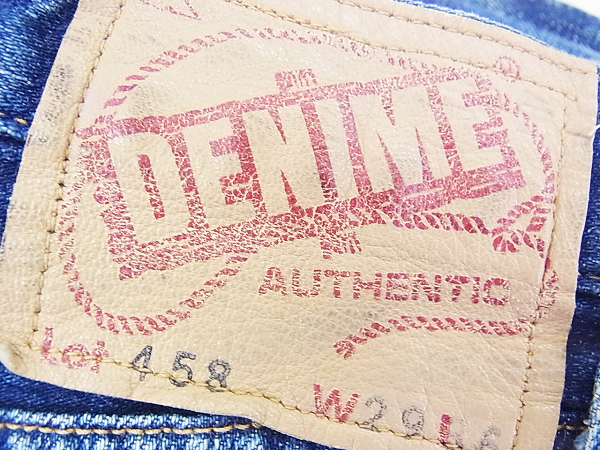 DENIME
®
AUTHENTIC
Lot 458
W29